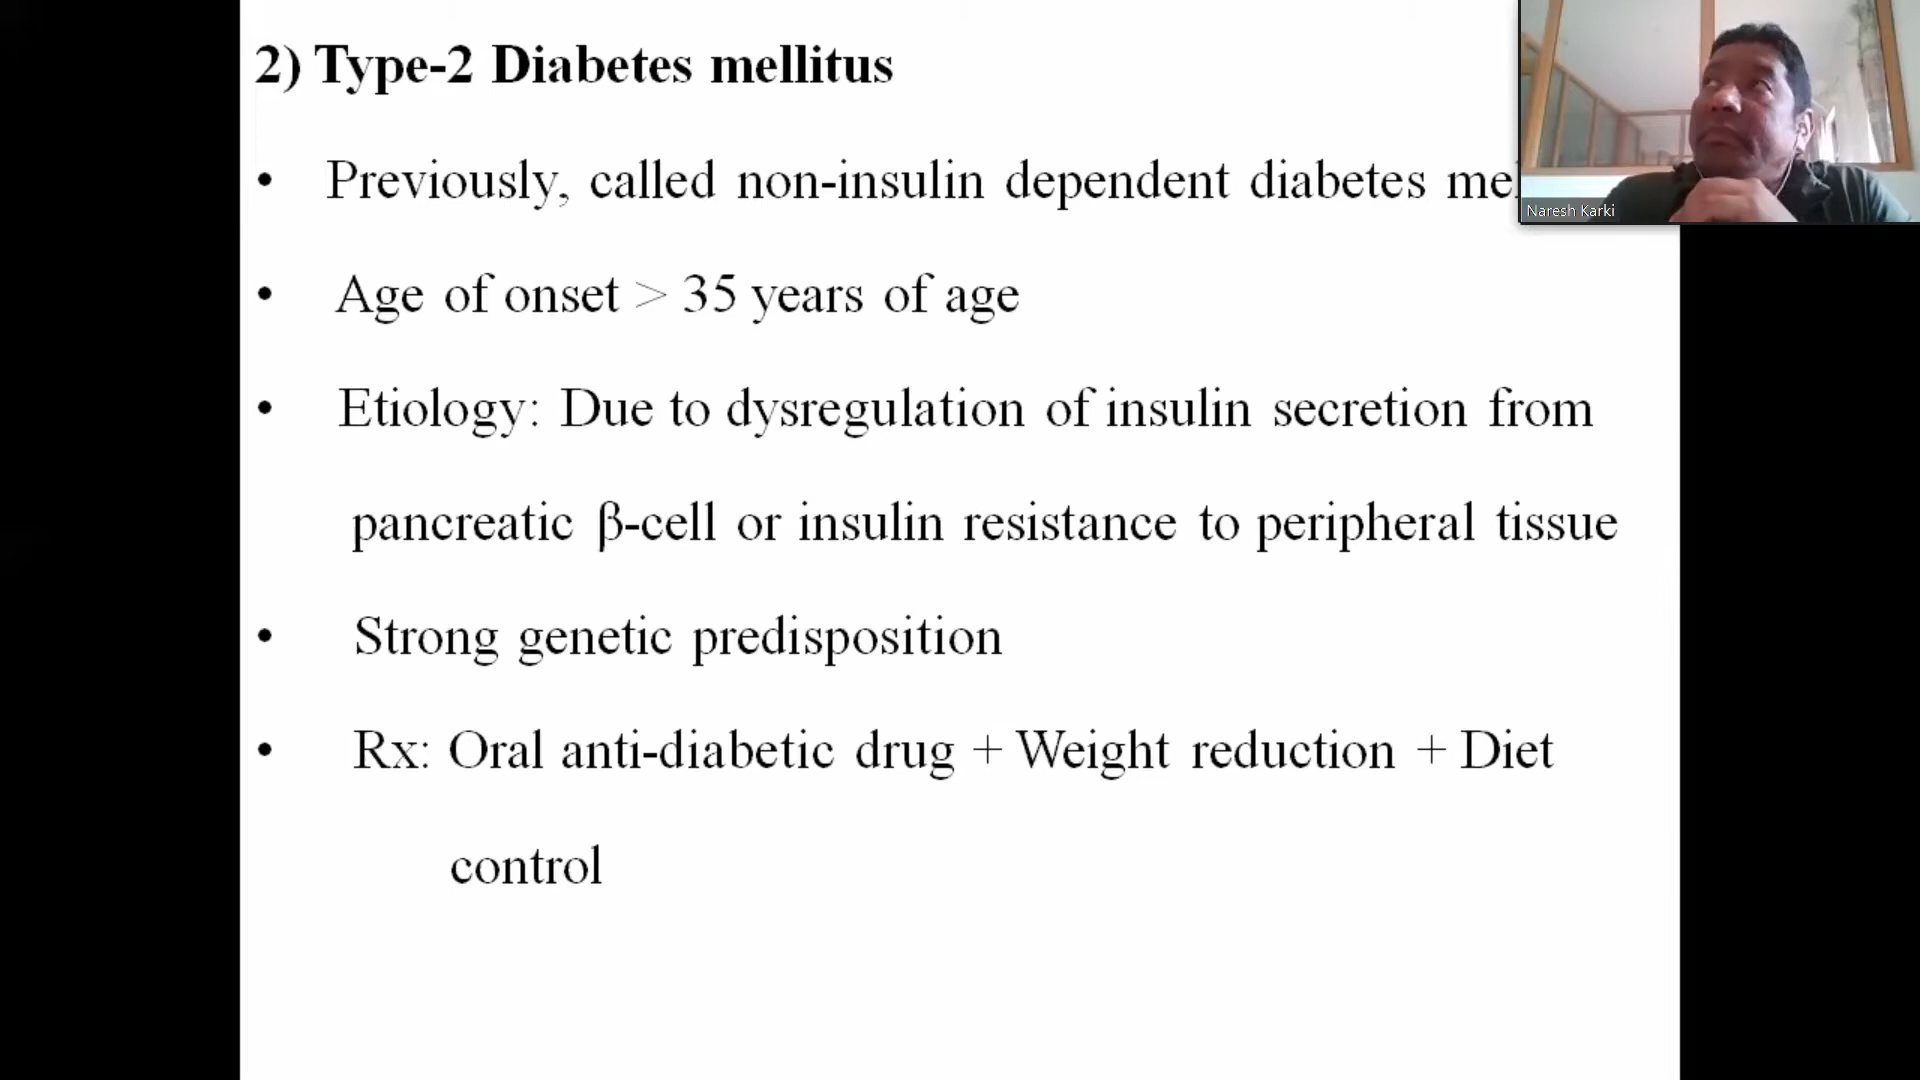 2) Type-2 Diabetes mellitus
• Previously, called non-insulin dependent diabetes
• Age of onset > 35 years of age
• Etiology: Due to dysregulation of insulin secretion from
pancreatic β-cell or insulin resistance to peripheral tissue
• Strong genetic predisposition
• Rx: Oral anti-diabetic drug + Weight reduction + Diet
control
Naresh Karki